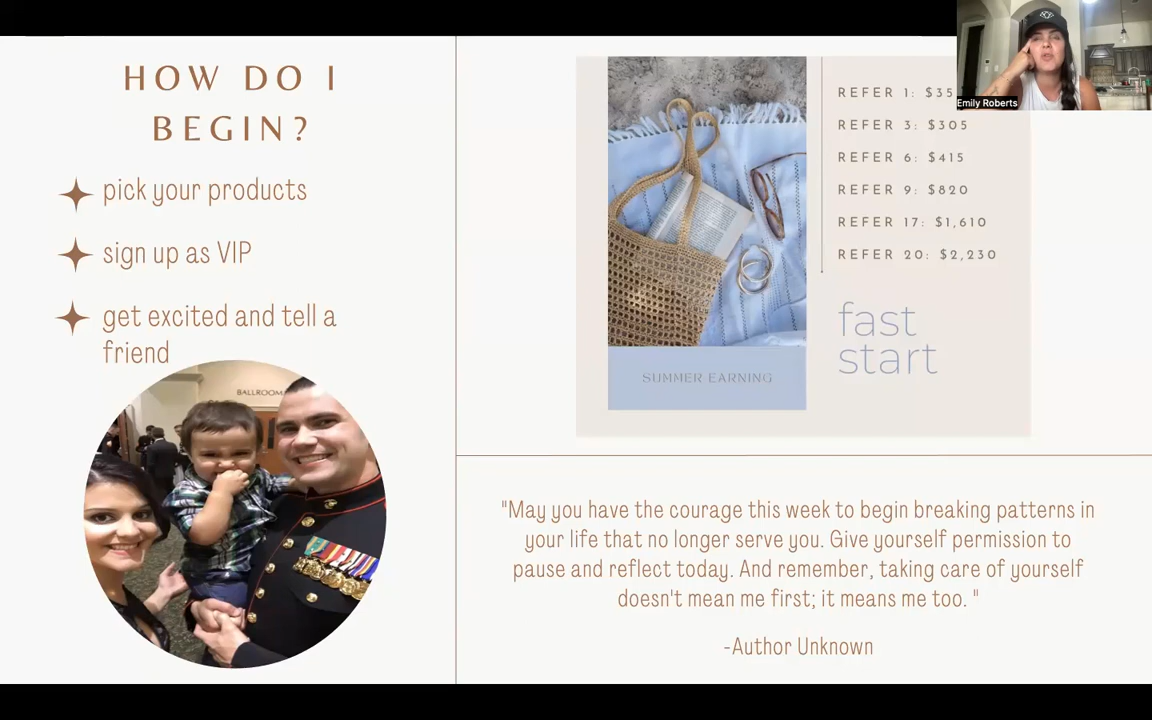 HOW DO I
BEGIN?
pick your products
sign up as VIP
get excited and tell a
friend
BALLROOM
SUMMER EARNING
REFER 1: $35
REFER 3: $305
REFER 6: $415
REFER 9: $820
REFER 17: $1,610
REFER 20: $2,230
fast
start
"May you have the courage this week to begin breaking patterns in
your life that no longer serve you. Give yourself permission to
pause and reflect today. And remember, taking care of yourself
doesn't mean me first; it means me too. "
-Author Unknown
Emily Roberts